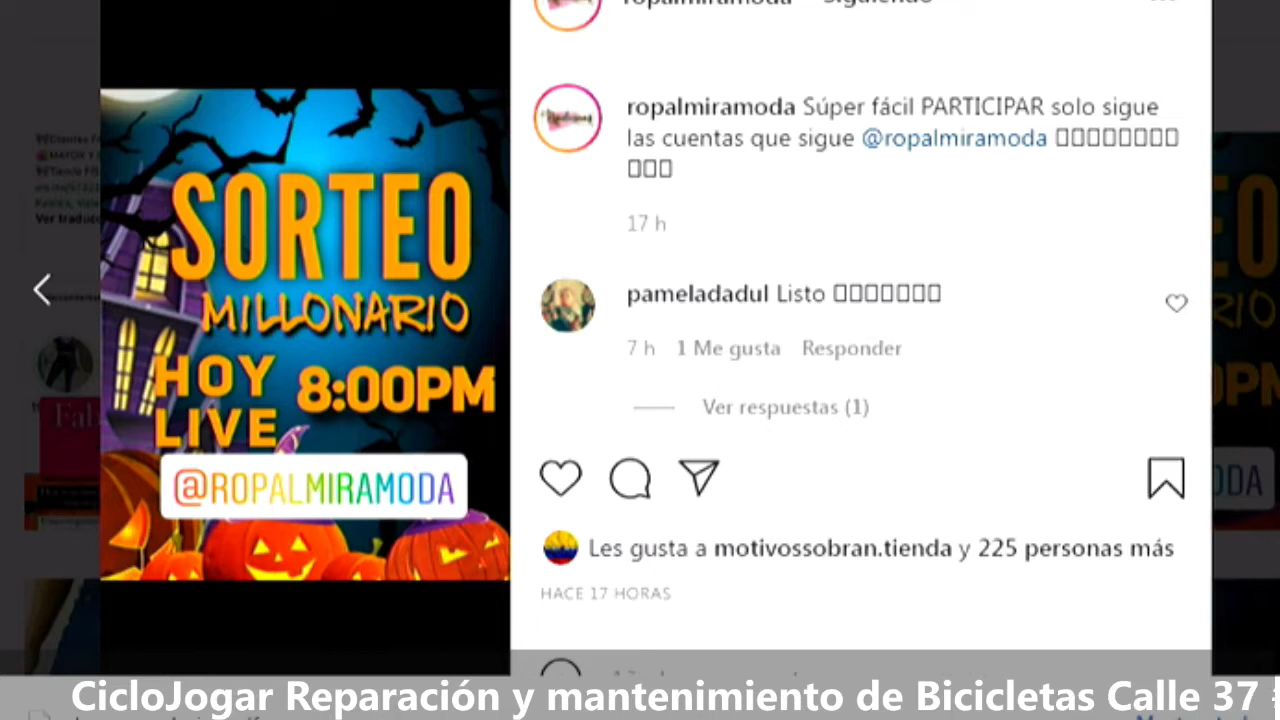 ropalmiramoda
Siguiendo
SORTEO
MILLONARIO
HOY
LIVE
8:00PM
@ROPALMIRAMODA
ropalmiramoda Súper fácil PARTICIPAR solo sigue
las cuentas que sigue @ropalmiramoda
17 h
pameladadul Listo
7 h 1 Me gusta Responder
Ver respuestas (1)
Les gusta a motivossobran.tienda y 225 personas más
HACE 17 HORAS
CicloJogar Reparación y mantenimiento de Bicicletas Calle 37